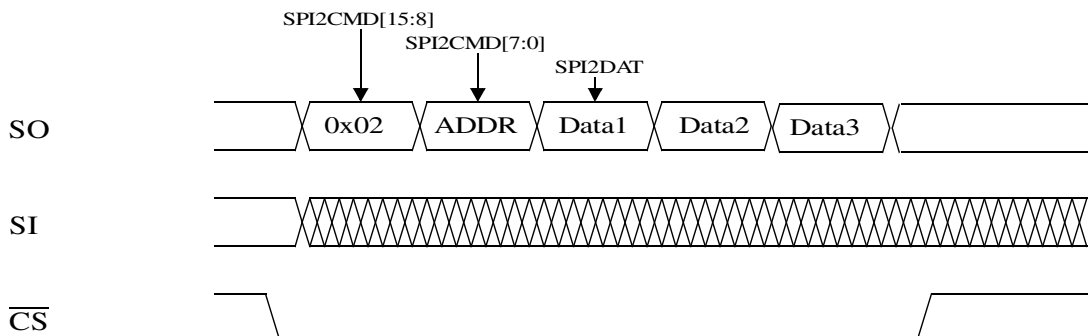 SPI2CMD[15:8]
SPI2CMD[7:0]
SPI2DAT
SO 0x02 ADDR Data1 Data2 Data3
SI
CS